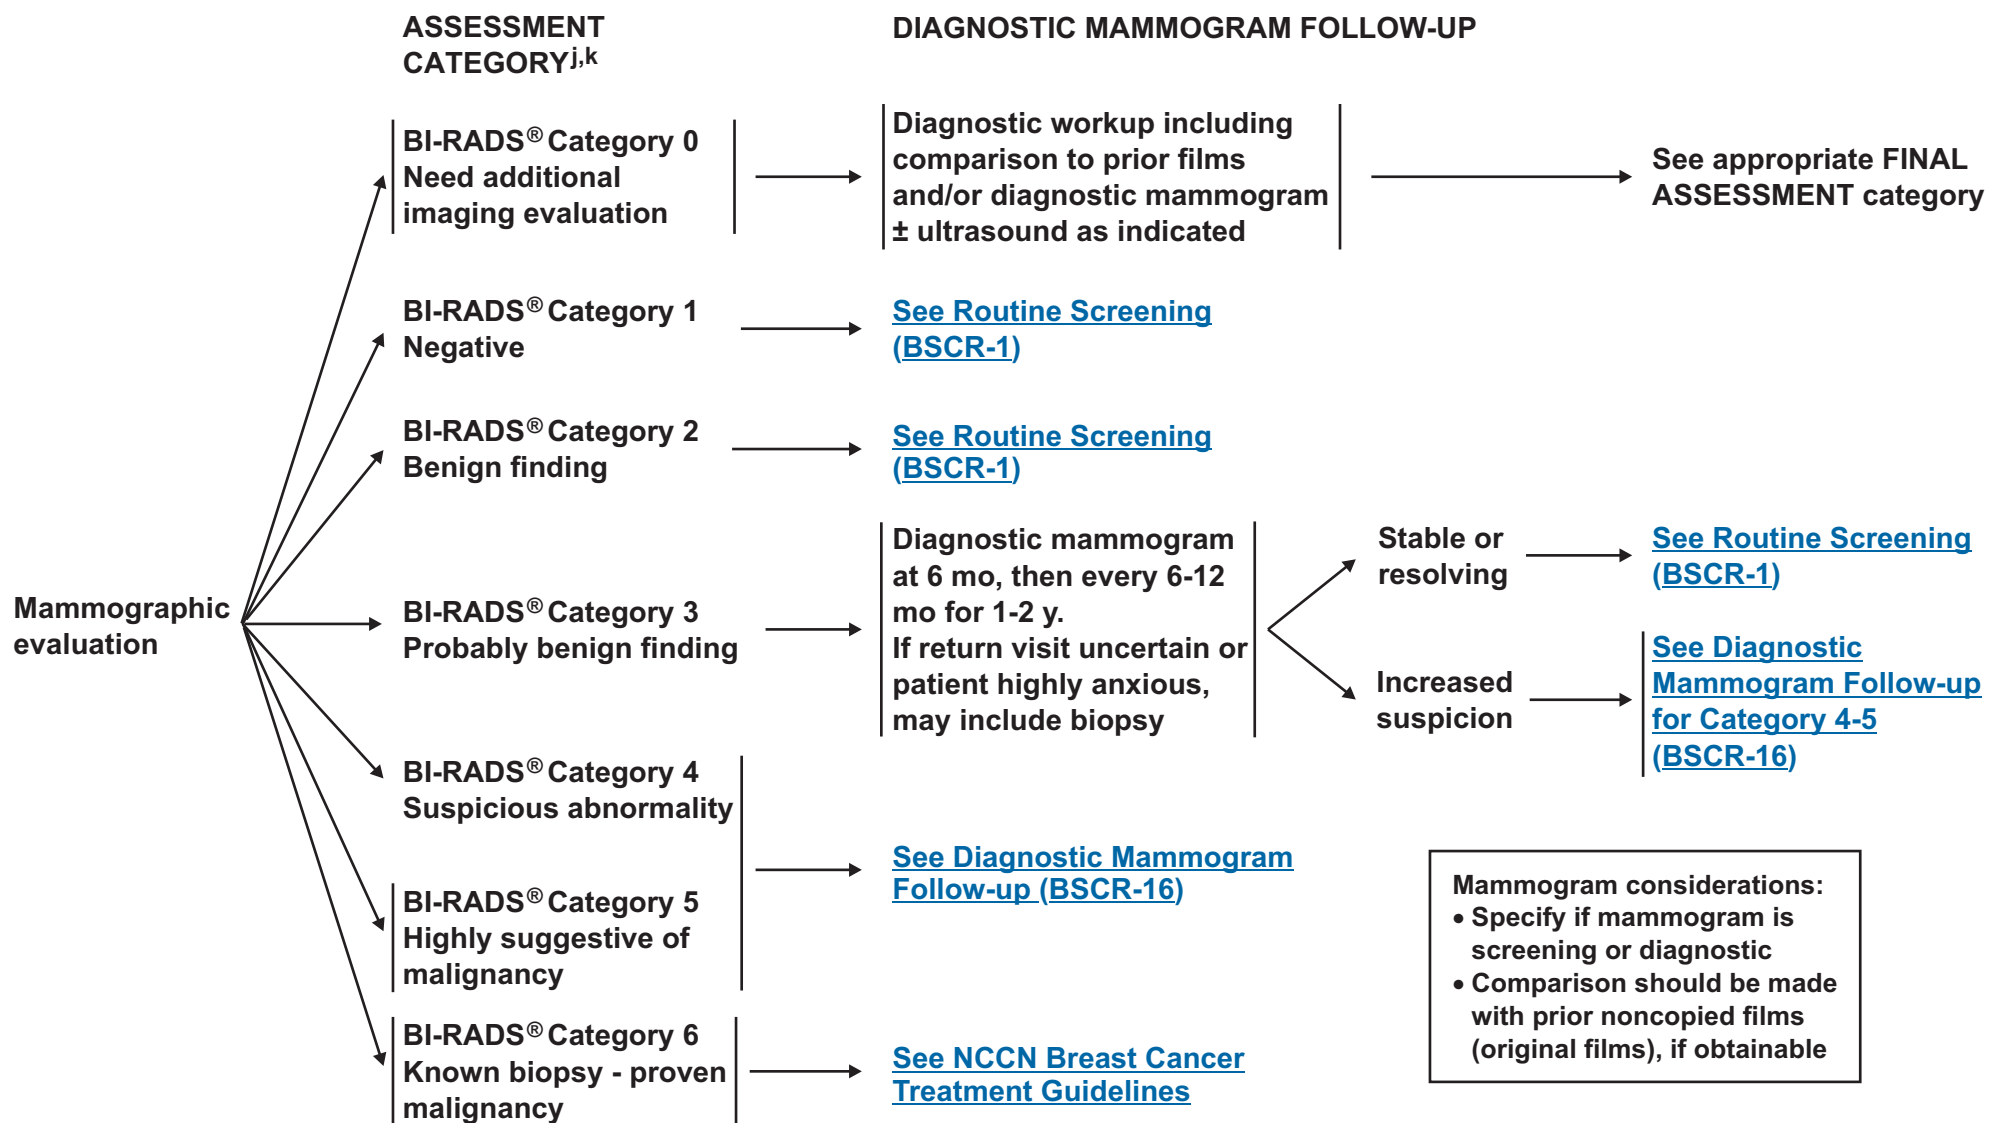 ASSESSMENT
CATEGORYj,k
DIAGNOSTIC MAMMOGRAM FOLLOW-UP
Mammographic
evaluation
BI-RADS® Category 0
Need additional
imaging evaluation
Diagnostic workup including
comparison to prior films
and/or diagnostic mammogram
± ultrasound as indicated
See appropriate FINAL
ASSESSMENT category
BI-RADS® Category 1
Negative
See Routine Screening
(BSCR-1)
BI-RADS® Category 2
Benign finding
See Routine Screening
(BSCR-1)
BI-RADS® Category 3
Probably benign finding
Diagnostic mammogram
at 6 mo, then every 6-12
mo for 1-2 y.
If return visit uncertain or
patient highly anxious,
may include biopsy
Stable or
resolving
See Routine Screening
(BSCR-1)
Increased
suspicion
See Diagnostic
Mammogram Follow-up
for Category 4-5
(BSCR-16)
BI-RADS® Category 4
Suspicious abnormality
BI-RADS® Category 5
Highly suggestive of
malignancy
See Diagnostic Mammogram
Follow-up (BSCR-16)
BI-RADS® Category 6
Known biopsy - proven
malignancy
See NCCN Breast Cancer
Treatment Guidelines
Mammogram considerations:
• Specify if mammogram is
screening or diagnostic
• Comparison should be made
with prior noncopied films
(original films), if obtainable